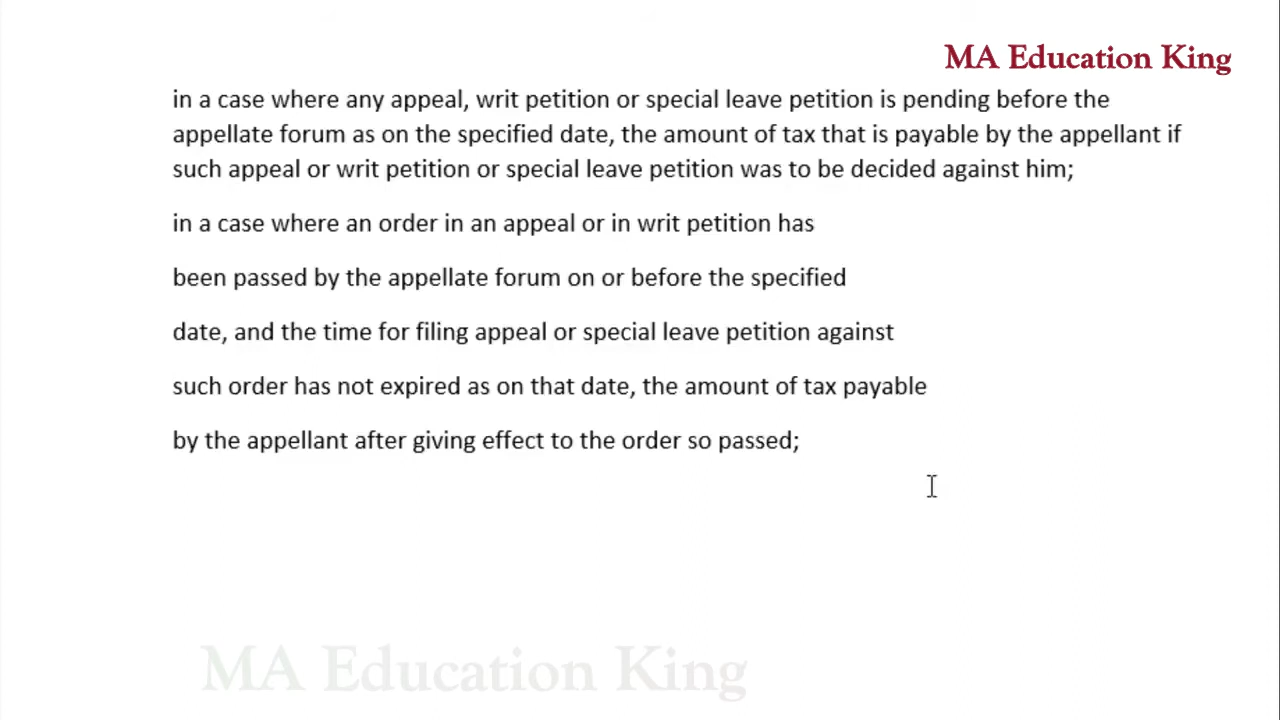 MA Education King
in a case where any appeal, writ petition or special leave petition is pending before the
appellate forum as on the specified date, the amount of tax that is payable by the appellant if
such appeal or writ petition or special leave petition was to be decided against him;
in a case where an order in an appeal or in writ petition has
been passed by the appellate forum on or before the specified
date, and the time for filing appeal or special leave petition against
such order has not expired as on that date, the amount of tax payable
by the appellant after giving effect to the order so passed;
MA Education King